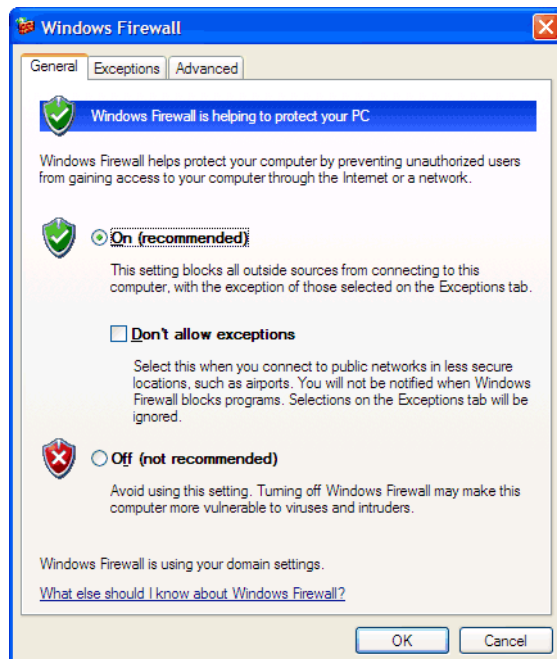 Windows Firewall
General Exceptions Advanced
Windows Firewall is helping to protect your PC
Windows Firewall helps protect your computer by preventing unauthorized users
from gaining access to your computer through the Internet or a network.
On (recommended)
This setting blocks all outside sources from connecting to this
computer, with the exception of those selected on the Exceptions tab.
Don't allow exceptions
Select this when you connect to public networks in less secure
locations, such as airports. You will not be notified when Windows
Firewall blocks programs. Selections on the Exceptions tab will be
ignored.
Off (not recommended)
Avoid using this setting. Turning off Windows Firewall may make this
computer more vulnerable to viruses and intruders.
Windows Firewall is using your domain settings.
What else should I know about Windows Firewall?
OK Cancel